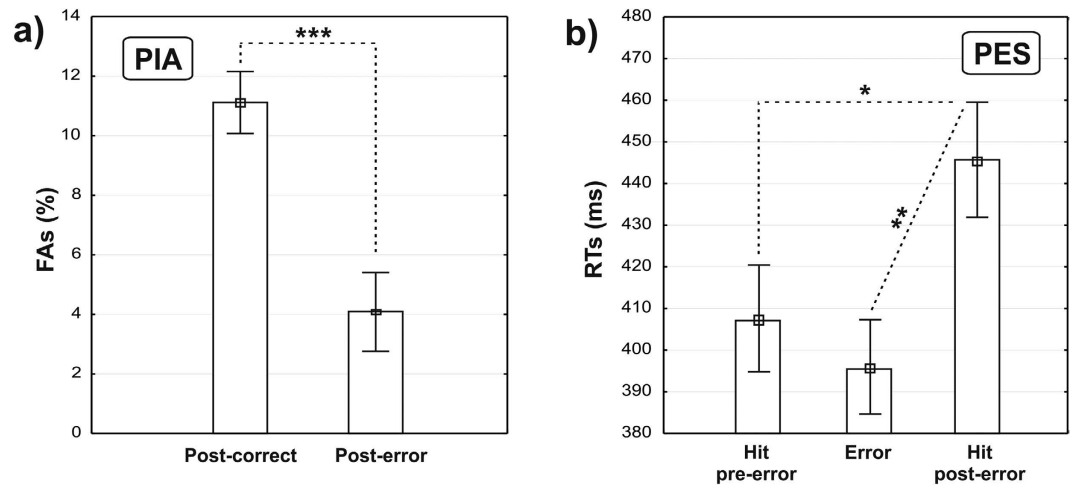 a)
PIA
***
FAs (%)
14
12
10
8
6
4
2
0
Post-correct
Post-error
b)
PES
*
**
RTs (ms)
480
470
460
450
440
430
420
410
400
390
380
Hit
pre-error
Error
Hit
post-error